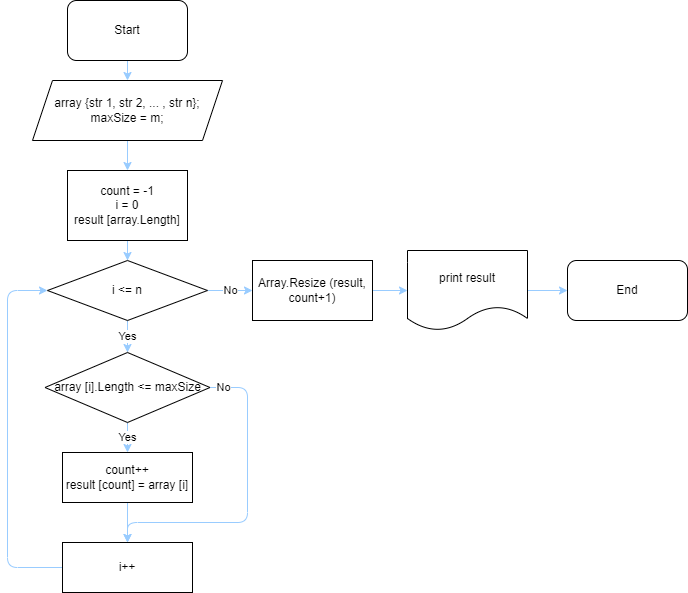 Start
array {str 1, str 2, ... , str n};
maxSize = m;
count = -1
i = 0
result [array.Length]
i <= n
No
Array.Resize (result,
count+1)
print result
End
Yes
array [i].Length <= maxSize
No
Yes
count++
result [count] = array [i]
i++